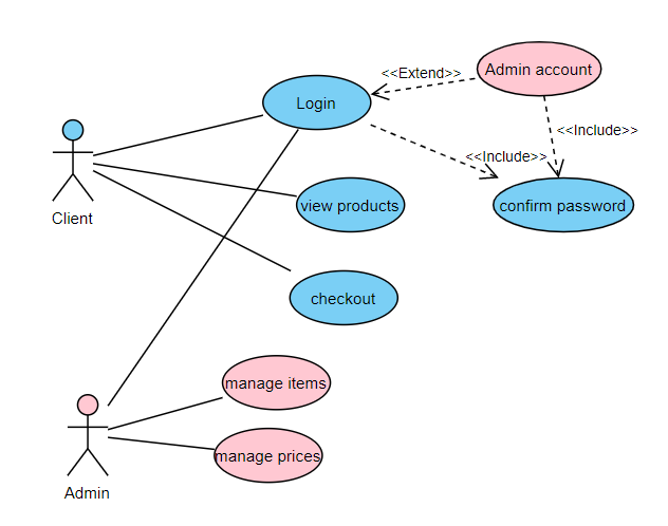 Admin account
<<Extend>>
Login
<<Include>>
<<Include>>
Client
view products
confirm password
checkout
manage items
manage prices
Admin